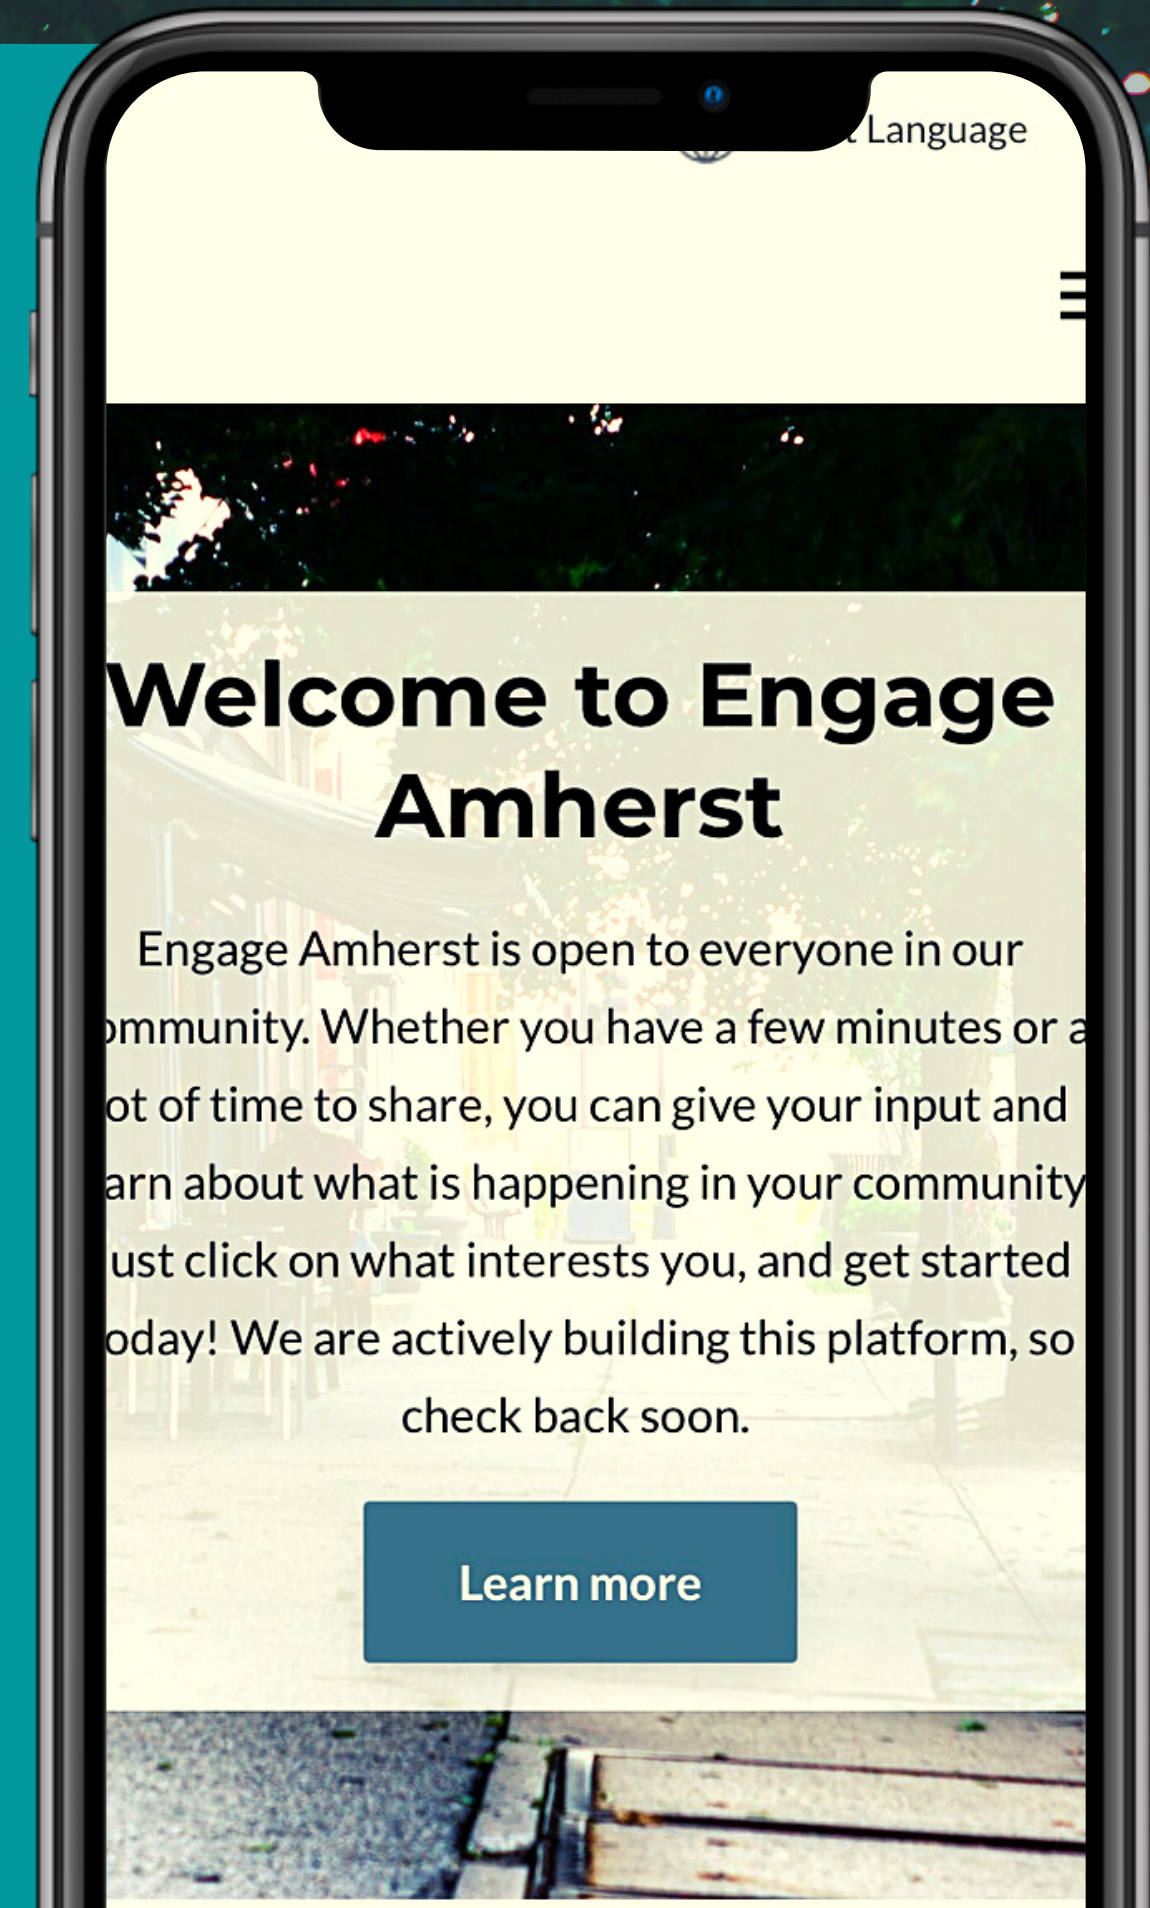 t Language
Welcome to Engage
Amherst
Engage Amherst is open to everyone in our
ommunity. Whether you have a few minutes or a
ot of time to share, you can give your input and
arn about what is happening in your community
ust click on what interests you, and get started
oday! We are actively building this platform, so
check back soon.
Learn more